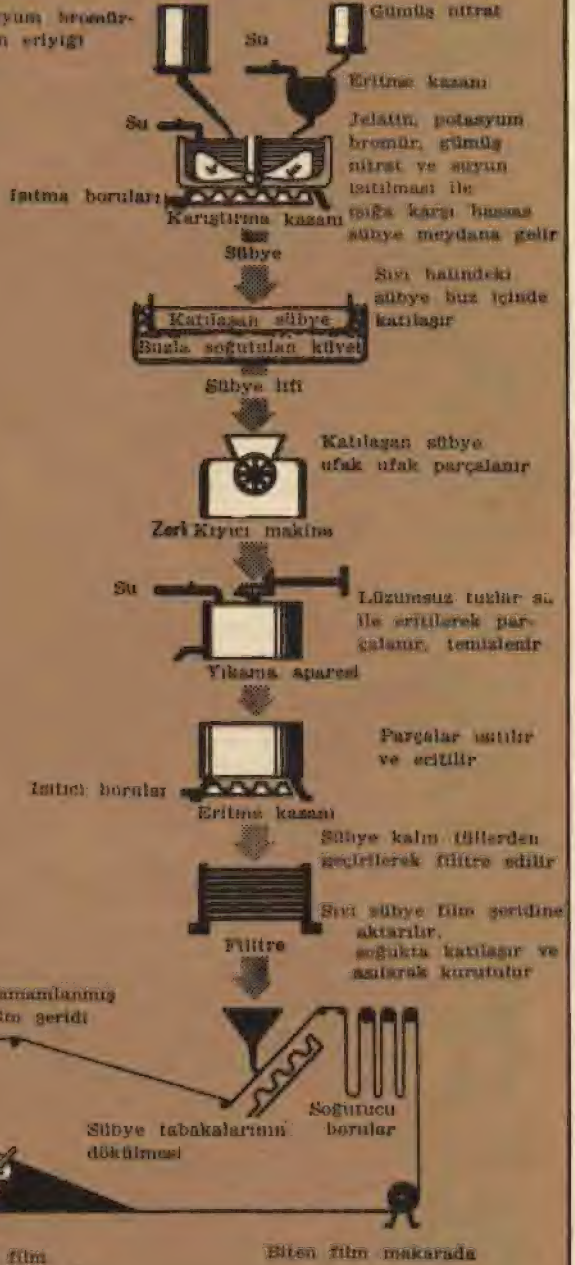 yum bromür-
n eriyiği
Gümüş nitrat
Su
Eritme kazanı
Su
Jelatin, potasyum
bromür, gümüş
nitrat ve suyun
ısıtılması ile
ışığa karşı hassas
sübye meydana gelir
Isıtma boruları
Karıştırma kazanı
Sübye
Sıvı halindeki
sübye buz içinde
katılaşır
Katılaşan sübye
Buzla soğutulan küvet
Sübye lifi
Katılaşan sübye
ufak ufak parçalanır
Zeri Kıyıcı makine
Su
Lüzumsuz tuzlar su
ile eritilerek par-
çalanır, temizlenir
Yıkama aparesi
Parçalar ısıtılır
ve eritilir
Isıtıcı borular
Eritme kazanı
Sübye kalın tüllerden
geçirilerek filitre edilir
Sıvı sübye film şeridine
aktarılır,
soğukta katılaşır ve
asılarak kurutulur
Filitre
amamlanmış
lm şeridi
Soğutucu
borular
Sübye tabakalarının
dökülmesi
film
Biten film makarada